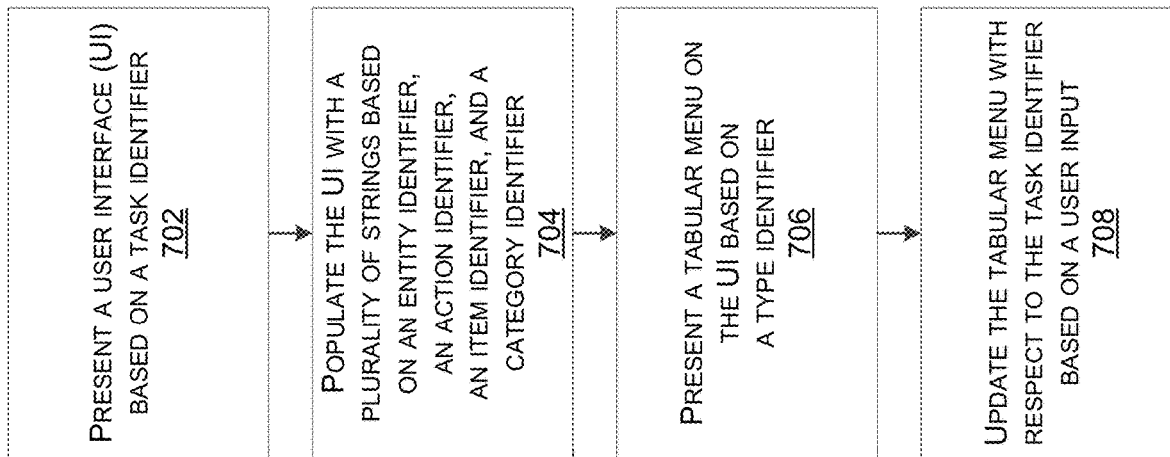 PRESENT A USER INTERFACE (UI)
BASED ON A TASK IDENTIFIER
702
POPULATE THE UI WITH A
PLURALITY OF STRINGS BASED
ON AN ENTITY IDENTIFIER,
AN ACTION IDENTIFIER,
AN ITEM IDENTIFIER, AND A
CATEGORY IDENTIFIER
704
PRESENT A TABULAR MENU ON
THE UI BASED ON
A TYPE IDENTIFIER
706
UPDATE THE TABULAR MENU WITH
RESPECT TO THE TASK IDENTIFIER
BASED ON A USER INPUT
708